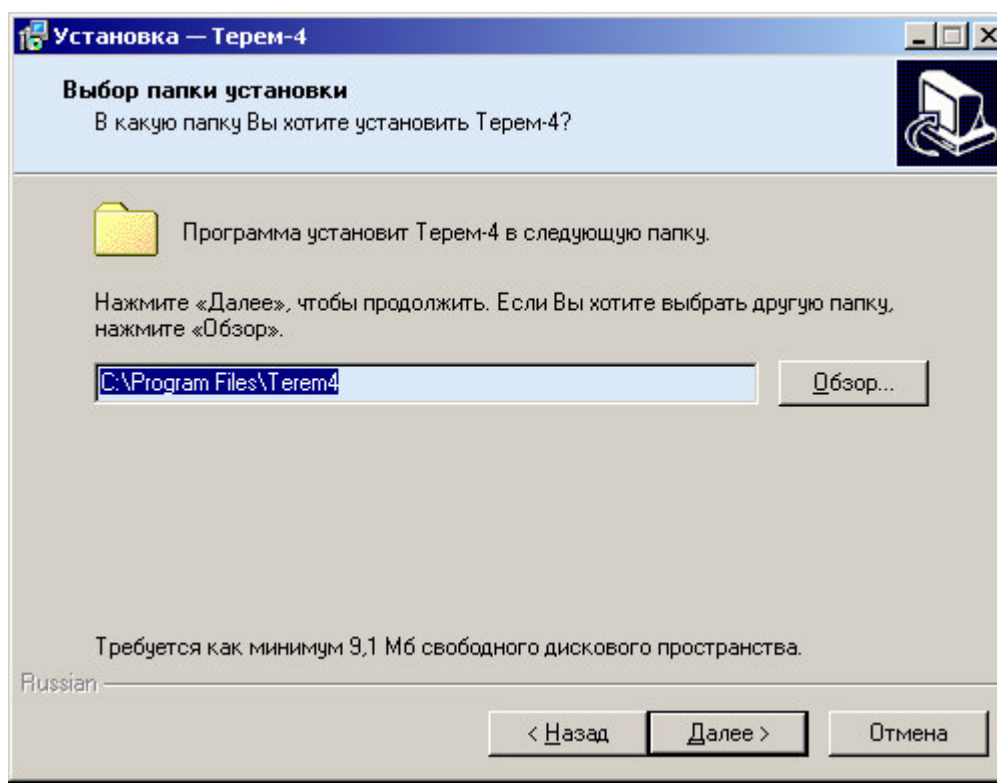 Установка — Терем-4
Выбор папки установки
В какую папку Вы хотите установить Терем-4?
Программа установит Терем-4 в следующую папку.
Нажмите «Далее», чтобы продолжить. Если Вы хотите выбрать другую папку,
нажмите «Обзор».
C:\Program Files\Terem4
Обзор...
Требуется как минимум 9,1 Мб свободного дискового пространства.
Russian
< Назад
Далее >
Отмена